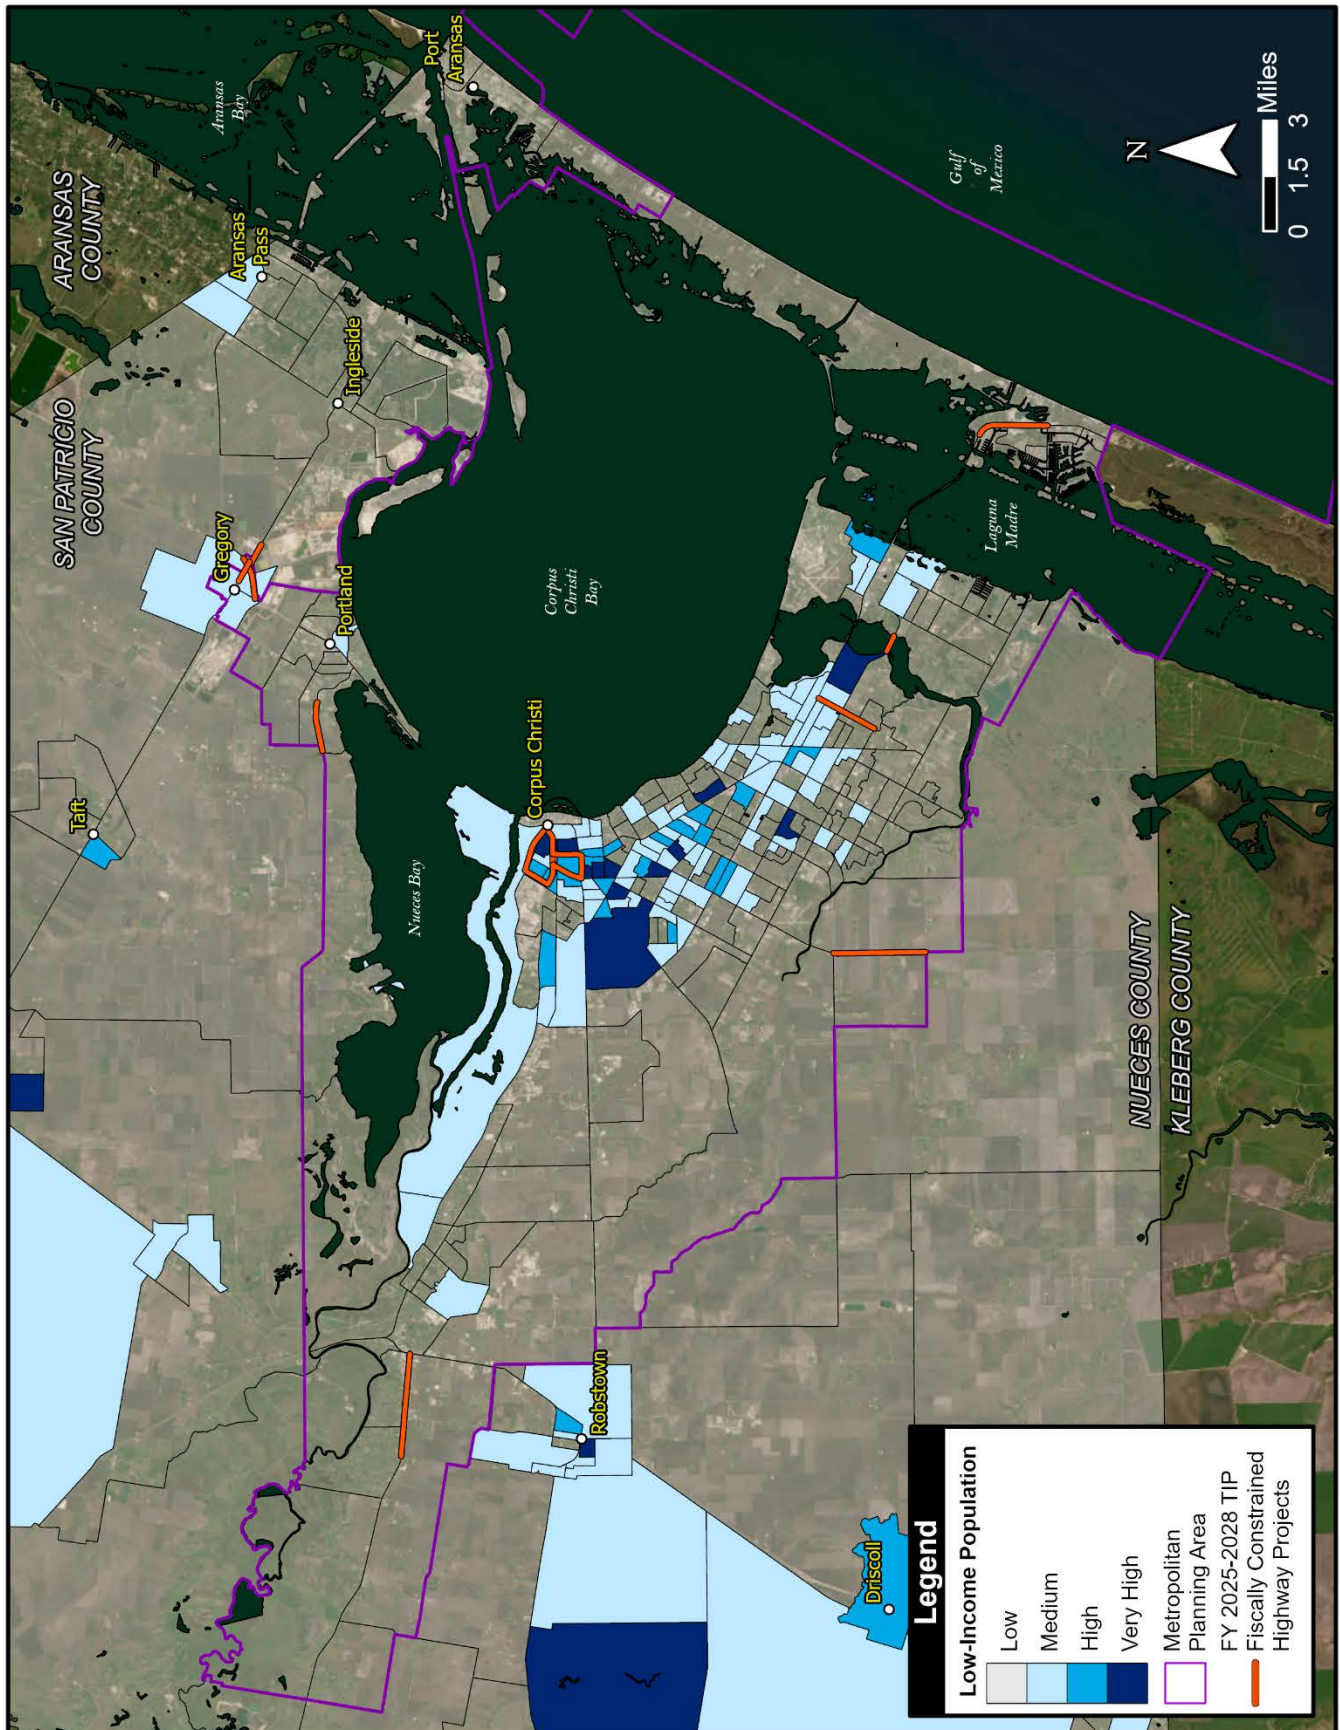 ARANSAS
COUNTY
SAN PATRICIO
COUNTY
Aransas
Bay
Port
Aransas
Aransas
Pass
Ingleside
Gregory
Portland
Taft
Nueces Bay
Corpus Christi
Corpus
Christi
Bay
Gulf
of
Mexico
Laguna
Madre
Robstown
Driscoll
NUECES COUNTY
KLEBERG COUNTY
N
0 1.5 3 Miles
Legend
Low-Income Population
Low
Medium
High
Very High
Metropolitan
Planning Area
FY 2025-2028 TIP
Fiscally Constrained
Highway Projects